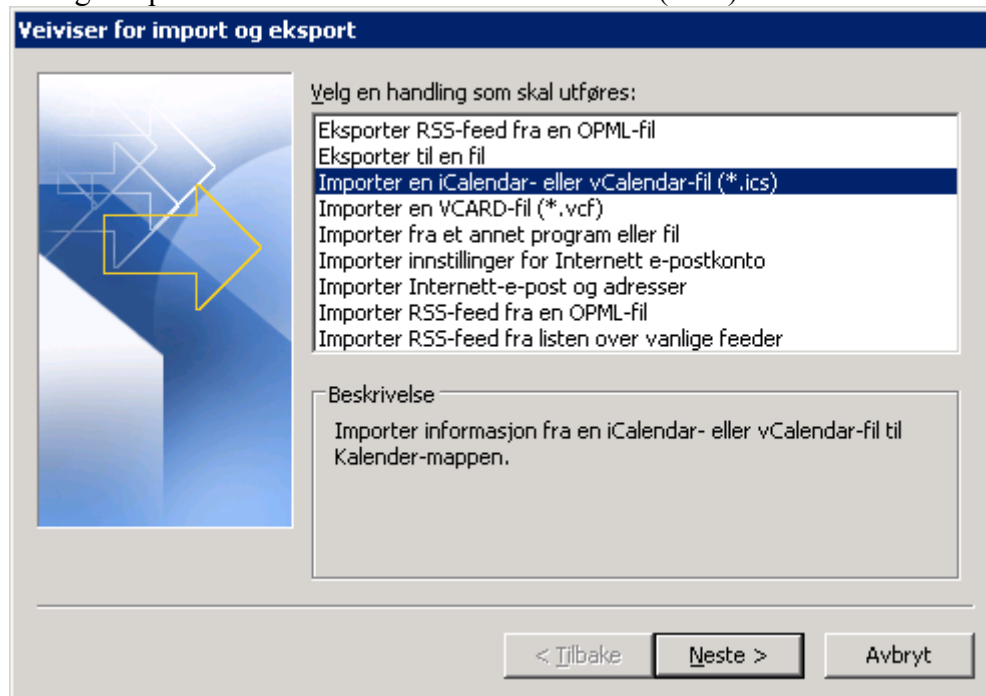 Veiviser for import og eksport
Velg en handling som skal utføres:
Eksporter RSS-feed fra en OPML-fil
Eksporter til en fil
Importer en iCalendar- eller vCalendar-fil (*.ics)
Importer en VCARD-fil (*.vcf)
Importer fra et annet program eller fil
Importer innstillinger for Internett e-postkonto
Importer Internett-e-post og adresser
Importer RSS-feed fra en OPML-fil
Importer RSS-feed fra listen over vanlige feeder
Beskrivelse
Importer informasjon fra en iCalendar- eller vCalendar-fil til
Kalender-mappen.
< Tilbake
Neste >
Avbryt